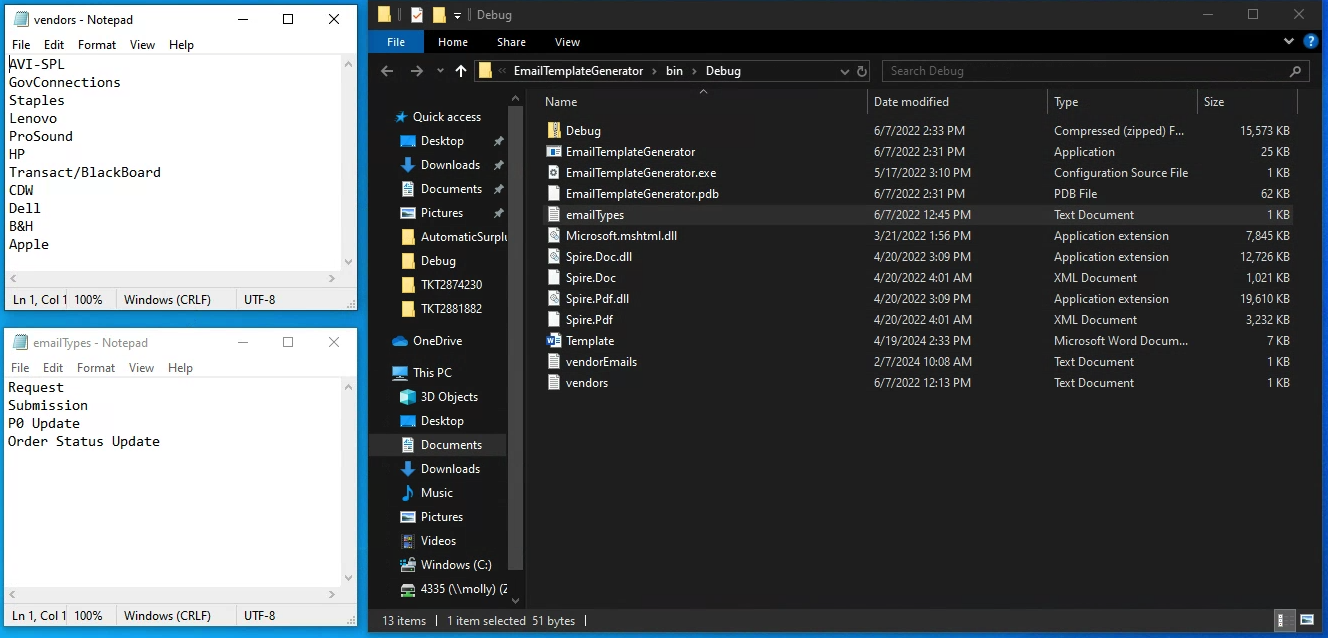 vendors - Notepad
File Edit Format View Help
AVI-SPL
GovConnections
Staples
Lenovo
ProSound
HP
Transact/BlackBoard
CDW
Dell
B&H
Apple
Ln 1, Col 1 100% Windows (CRLF) UTF-8
emailTypes - Notepad
File Edit Format View Help
Request
Submission
P0 Update
Order Status Update
Ln 1, Col 1 100% Windows (CRLF) UTF-8
Debug
File Home Share View
EmailTemplateGenerator bin Debug Search Debug
Quick access
Desktop
Downloads
Documents
Pictures
AutomaticSurplu
Debug
TKT2874230
TKT2881882
OneDrive
This PC
3D Objects
Desktop
Documents
Downloads
Music
Pictures
Videos
Windows (C:)
4335 (\\molly) (Z
Name Date modified Type Size
Debug 6/7/2022 2:33 PM Compressed (zipped) F... 15,573 KB
EmailTemplateGenerator 6/7/2022 2:31 PM Application 25 KB
EmailTemplateGenerator.exe 5/17/2022 3:10 PM Configuration Source File 1 KB
EmailTemplateGenerator.pdb 6/7/2022 2:31 PM PDB File 62 KB
emailTypes 6/7/2022 12:45 PM Text Document 1 KB
Microsoft.mshtml.dll 3/21/2022 1:56 PM Application extension 7,845 KB
Spire.Doc.dll 4/20/2022 3:09 PM Application extension 12,726 KB
Spire.Doc 4/20/2022 4:01 AM XML Document 1,021 KB
Spire.Pdf.dll 4/20/2022 3:09 PM Application extension 19,610 KB
Spire.Pdf 4/20/2022 4:01 AM XML Document 3,232 KB
Template 4/19/2024 2:33 PM Microsoft Word Docum... 7 KB
vendorEmails 2/7/2024 10:08 AM Text Document 1 KB
vendors 6/7/2022 12:13 PM Text Document 1 KB
13 items 1 item selected 51 bytes